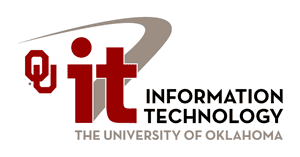 OU
it
INFORMATION
TECHNOLOGY
THE UNIVERSITY OF OKLAHOMA